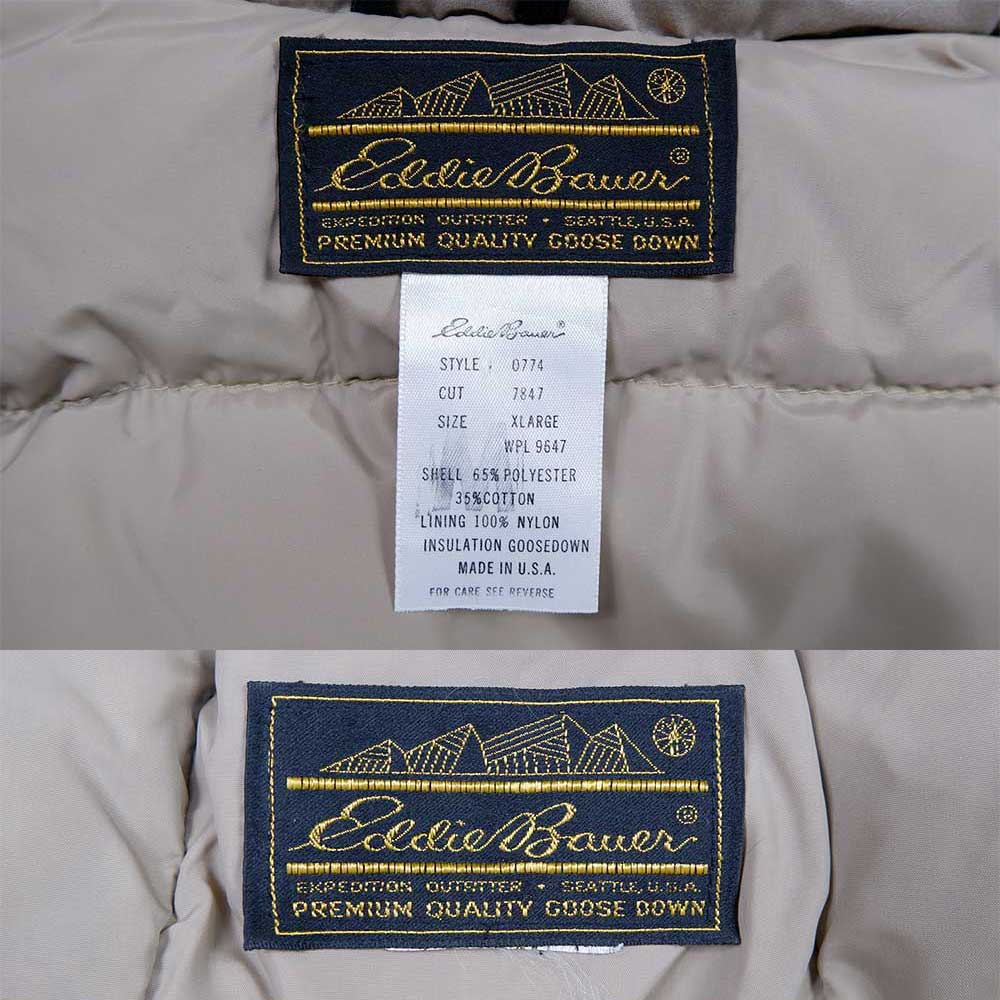 Eddie Bauer®
EXPEDITION OUTFITTER • SEATTLE, U.S.A.
PREMIUM QUALITY GOOSE DOWN
Eddie Bauer®
STYLE 0774
CUT 7847
SIZE XLARGE
WPL 9647
SHELL 65% POLYESTER
35%COTTON
LINING 100% NYLON
INSULATION GOOSEDOWN
MADE IN U.S.A.
FOR CARE SEE REVERSE
Eddie Bauer®
EXPEDITION OUTFITTER • SEATTLE, U.S.A.
PREMIUM QUALITY GOOSE DOWN